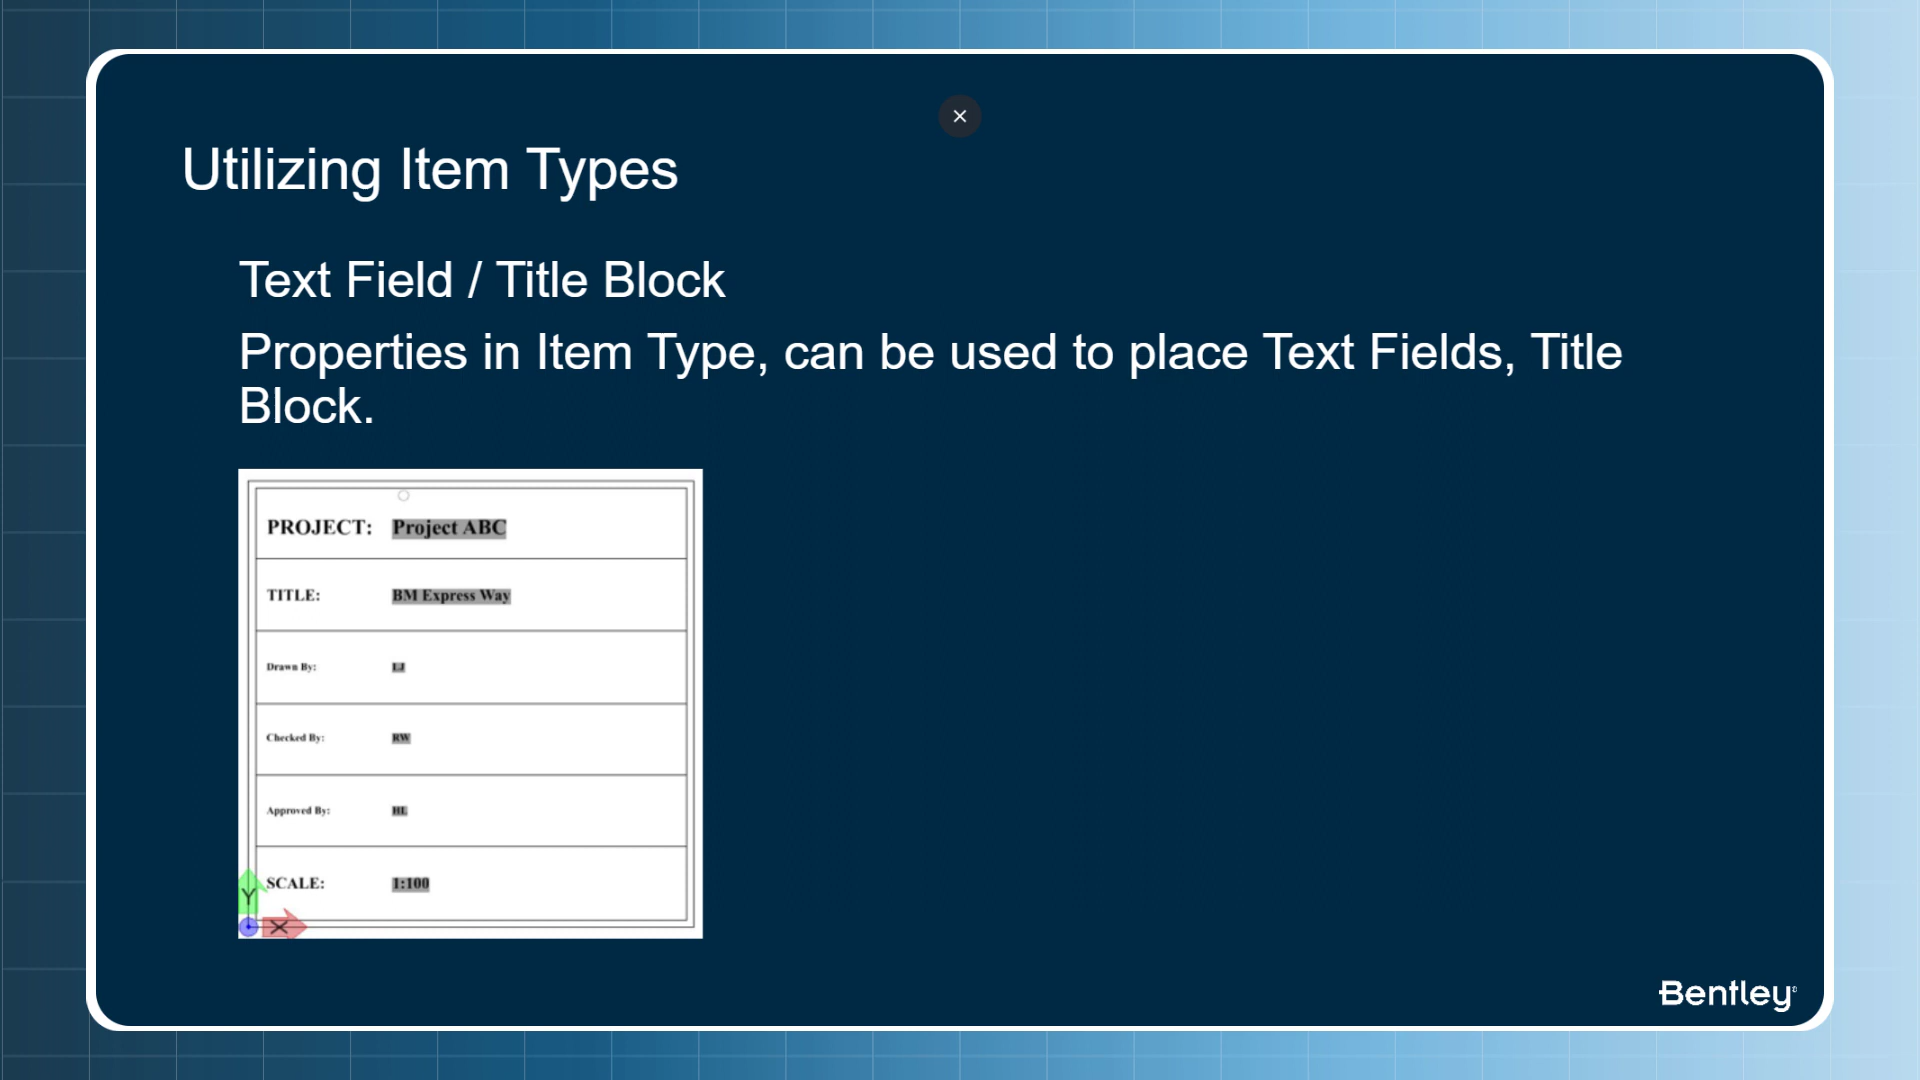 Utilizing Item Types
Text Field / Title Block
Properties in Item Type, can be used to place Text Fields, Title
Block.
PROJECT: Project ABC
TITLE: BM Express Way
Drawn By:
Checked By: RW
Approved By: HL
SCALE: 1:100
Y
X
Bentley